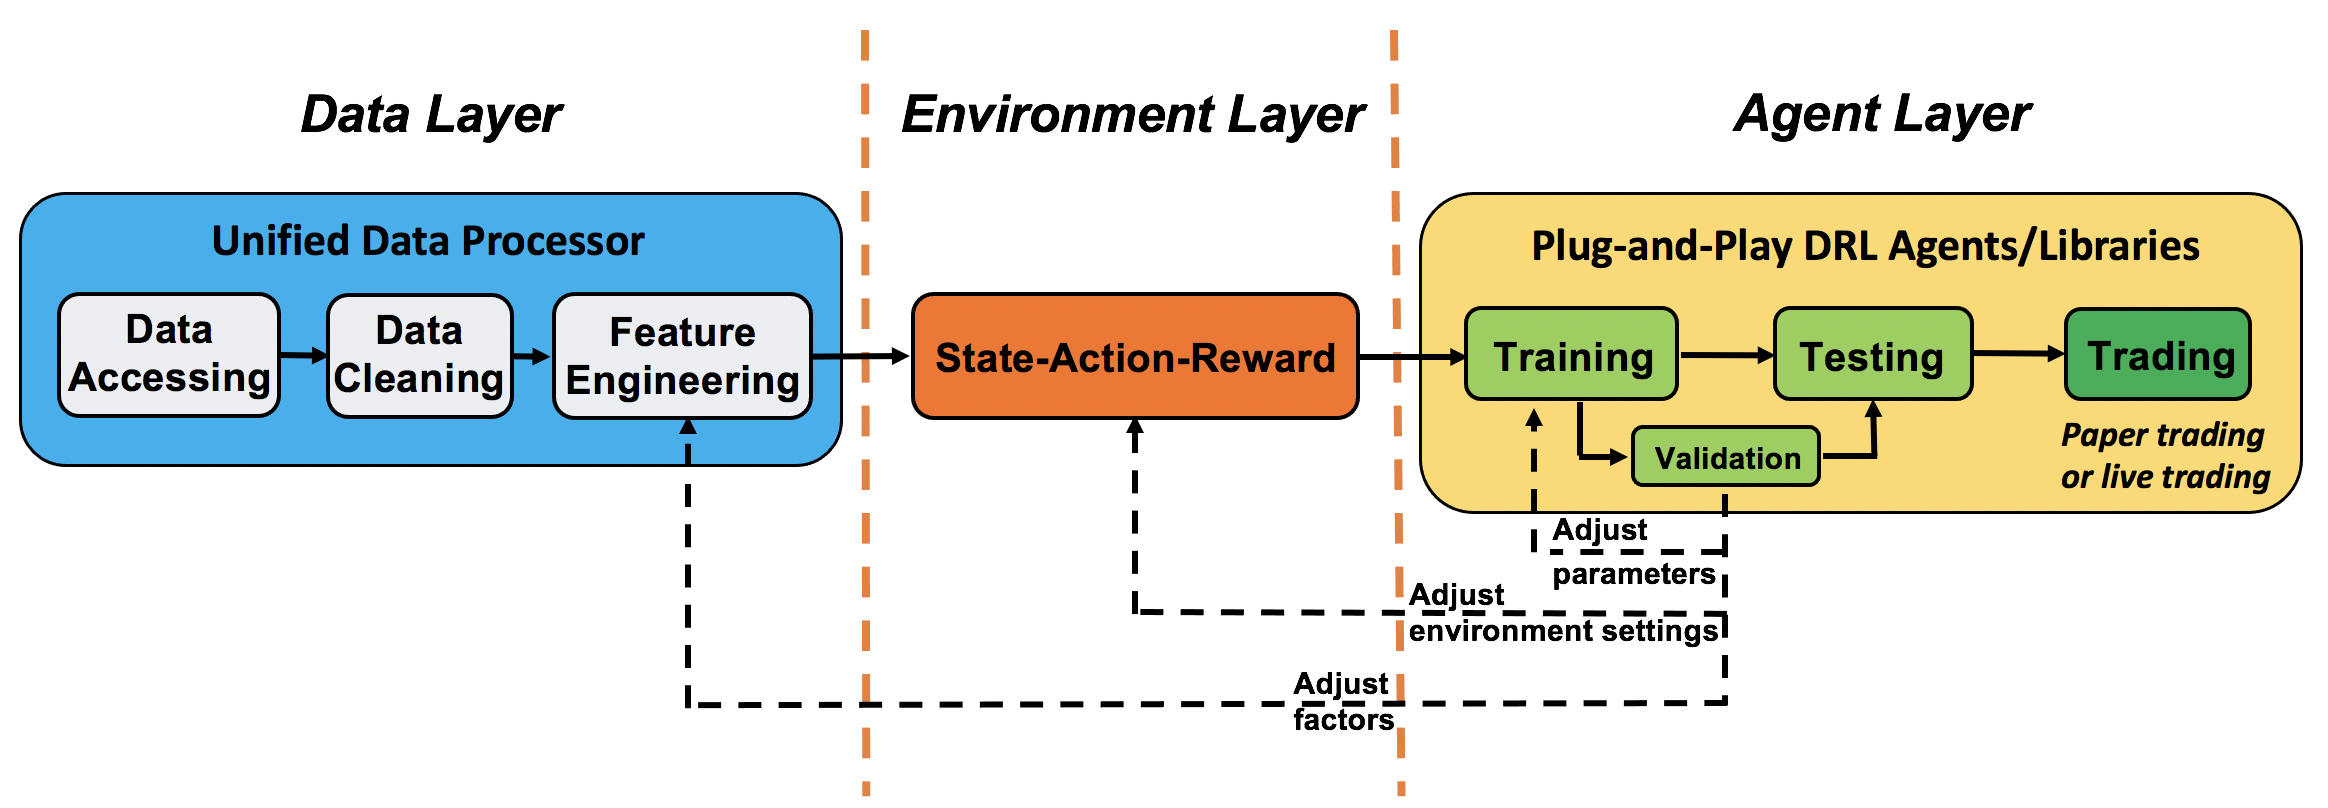 Data Layer
Environment Layer
Agent Layer
Unified Data Processor
Data
Accessing
Data
Cleaning
Feature
Engineering
State-Action-Reward
Plug-and-Play DRL Agents/Libraries
Training
Testing
Trading
Validation
Paper trading
or live trading
Adjust
parameters
Adjust
environment settings
Adjust
factors